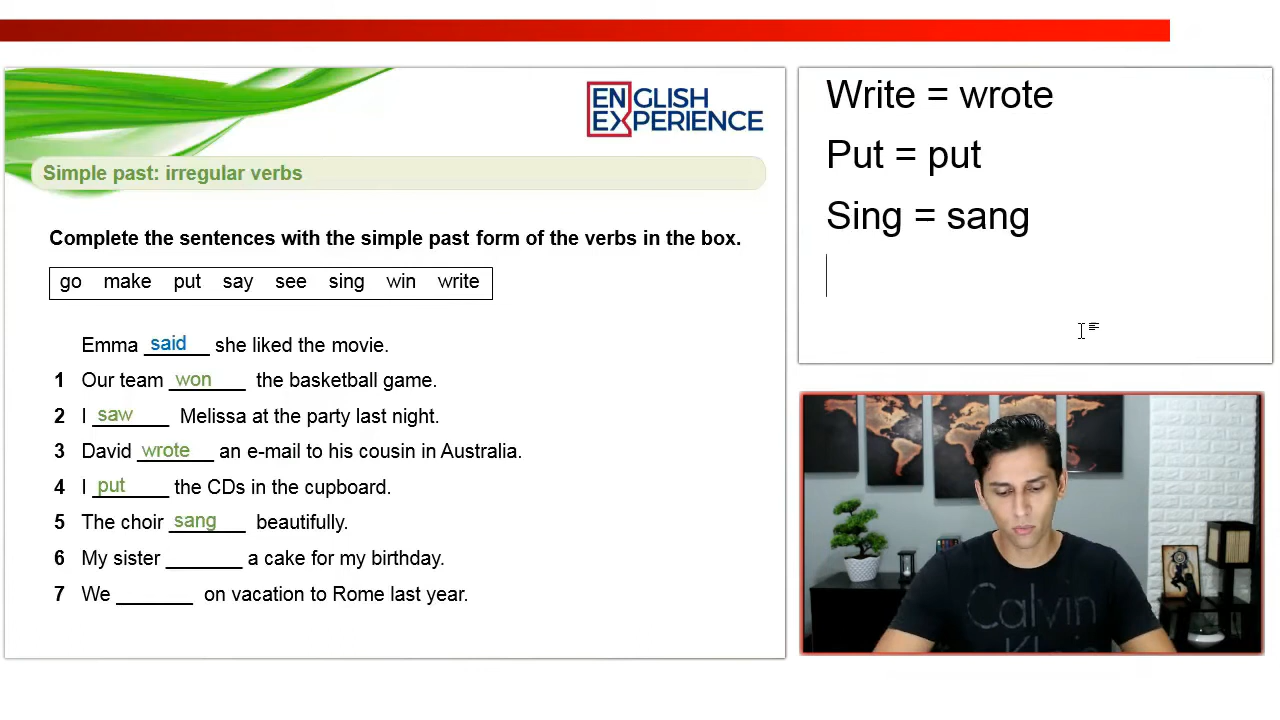 ENGLISH
EXPERIENCE
Simple past: irregular verbs
Complete the sentences with the simple past form of the verbs in the box.
go make put say see sing win write
Emma said she liked the movie.
1 Our team won the basketball game.
2 I saw Melissa at the party last night.
3 David wrote an e-mail to his cousin in Australia.
4 I put the CDs in the cupboard.
5 The choir sang beautifully.
6 My sister _______ a cake for my birthday.
7 We _______ on vacation to Rome last year.
Write = wrote
Put = put
Sing = sang
Calvin
Klein